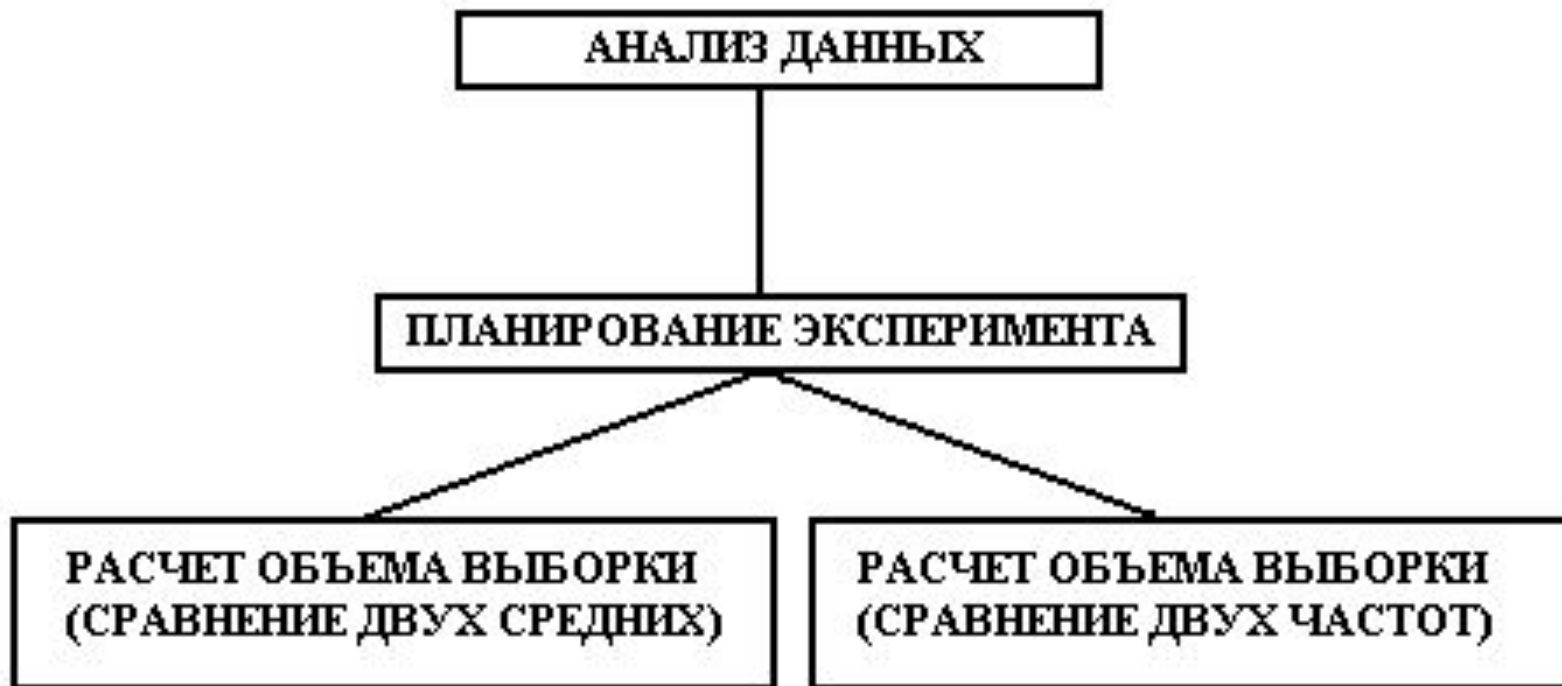 АНАЛИЗ ДАННЫХ
ПЛАНИРОВАНИЕ ЭКСПЕРИМЕНТА
РАСЧЕТ ОБЪЕМА ВЫБОРКИ
(СРАВНЕНИЕ ДВУХ СРЕДНИХ)
РАСЧЕТ ОБЪЕМА ВЫБОРКИ
(СРАВНЕНИЕ ДВУХ ЧАСТОТ)